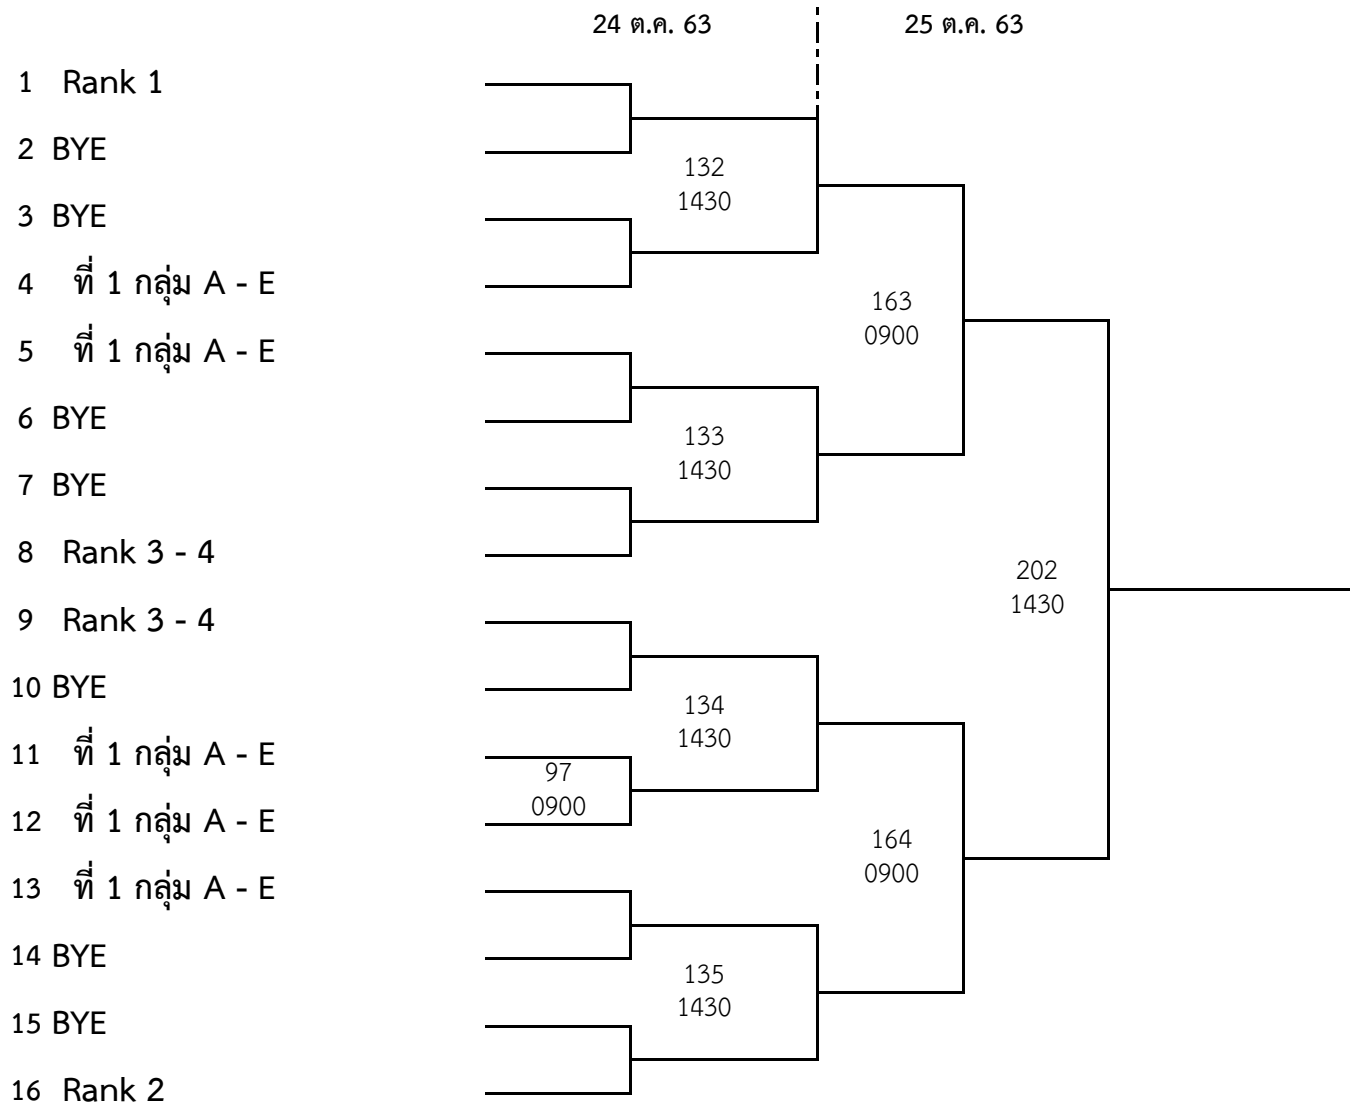 24 ต.ค. 63 25 ต.ค. 63
1 Rank 1
2 BYE
132
1430
3 BYE
4 ที่ 1 กลุ่ม A - E
163
0900
5 ที่ 1 กลุ่ม A - E
6 BYE
133
1430
7 BYE
8 Rank 3 - 4
202
1430
9 Rank 3 - 4
10 BYE
134
1430
11 ที่ 1 กลุ่ม A - E
97
0900
12 ที่ 1 กลุ่ม A - E
164
0900
13 ที่ 1 กลุ่ม A - E
14 BYE
135
1430
15 BYE
16 Rank 2